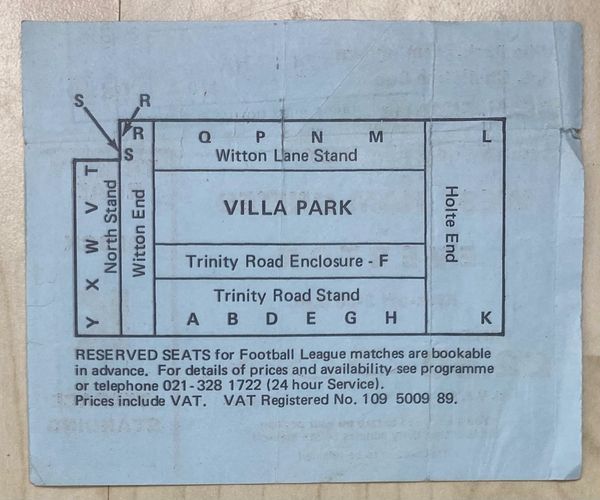 S R
R
S
Q P N M L
Witton Lane Stand
VILLA PARK
Trinity Road Enclosure - F
Trinity Road Stand
A B D E G H K
Y X W V T
North Stand
Witton End
Holte End
RESERVED SEATS for Football League matches are bookable
in advance. For details of prices and availability see programme
or telephone 021-328 1722 (24 hour Service).
Prices include VAT. VAT Registered No. 109 5009 89.